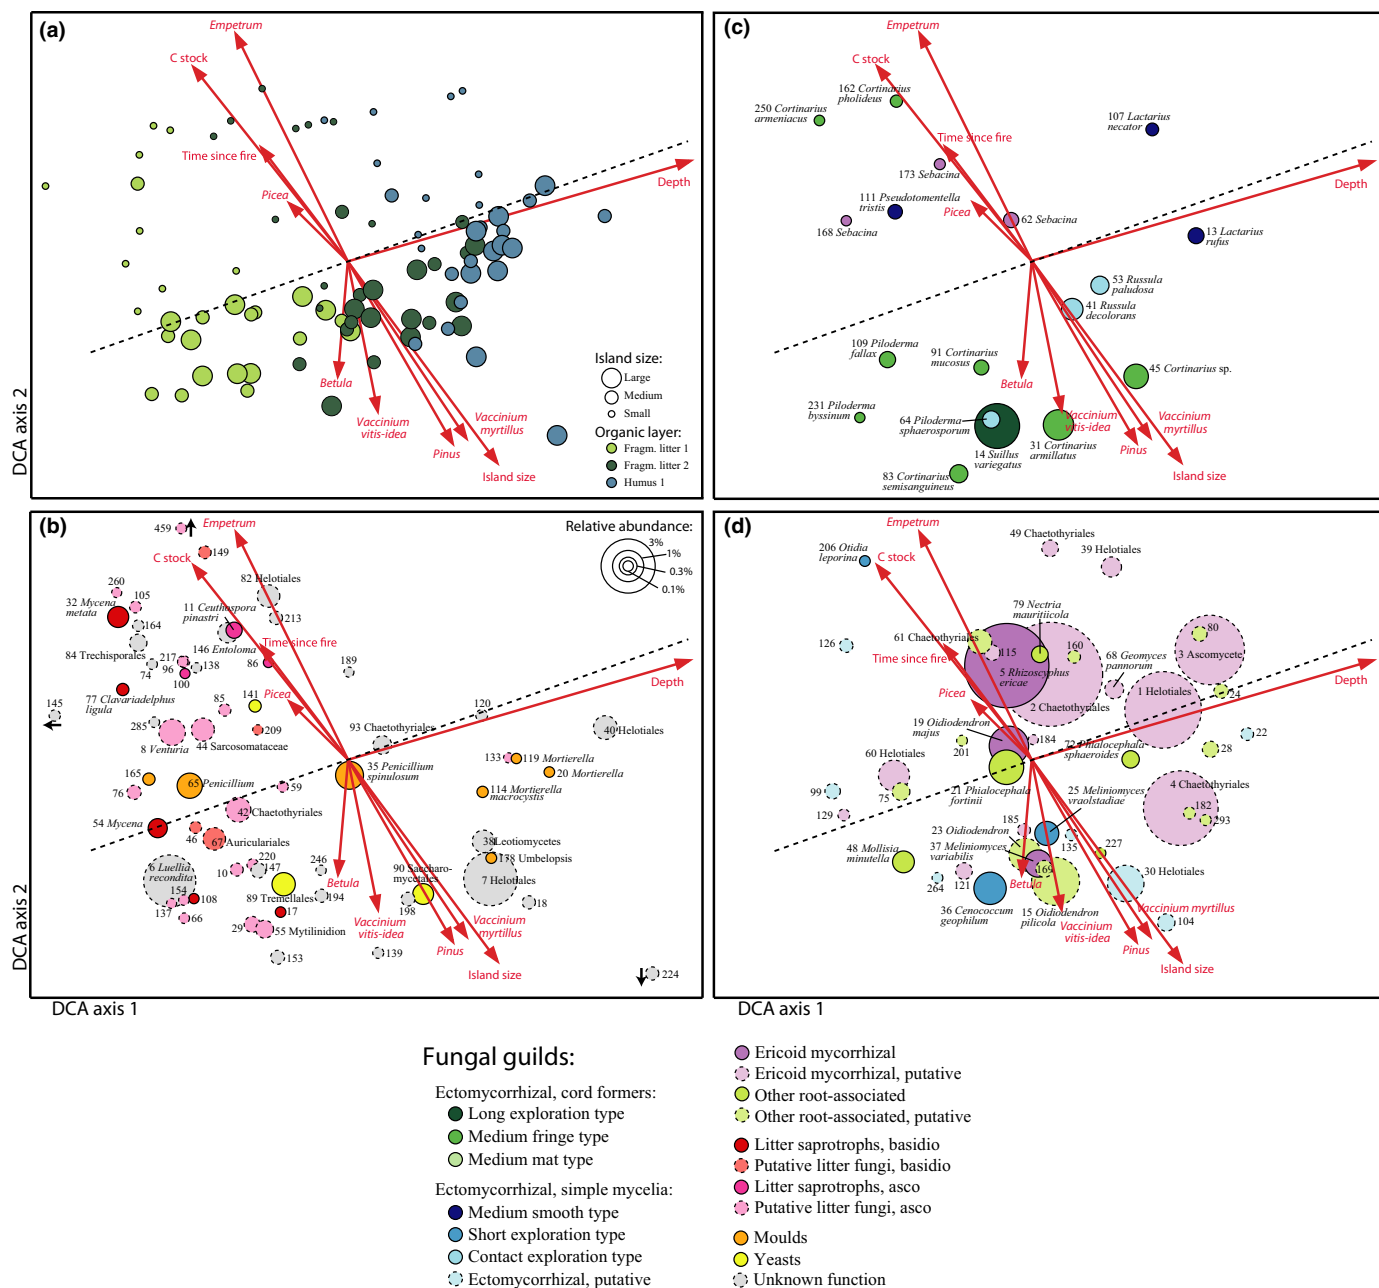 (a)
Empetrum
C stock
Time since fire
Picea
Depth
Betula
Vaccinium
vitis-idea
Pinus
Vaccinium
myrtillus
Island size
Island size:
Large
Medium
Small
Organic layer:
Fragm. litter 1
Fragm. litter 2
Humus 1
DCA axis 2
(c)
Empetrum
C stock
162 Cortinarius
pholideus
250 Cortinarius
armeniacus
107 Lactarius
necator
Time since fire
173 Sebacina
Depth
111 Pseudotomentella
tristis
Picea
168 Sebacina
62 Sebacina
13 Lactarius
rufus
53 Russula
paludosa
41 Russula
decolorans
109 Piloderma
fallax
91 Cortinarius
mucosus
45 Cortinarius sp.
Betula
231 Piloderma
byssinum
64 Piloderma
sphaerosporum
Vaccinium
vitis-idea
Vaccinium
myrtillus
31 Cortinarius
armillatus
Pinus
14 Suillus
variegatus
Island size
83 Cortinarius
semisanguineus
(b)
459
Empetrum
149
C stock
Relative abundance:
3%
1%
0.3%
0.1%
82 Helotiales
260
105
32 Mycena
metata
11 Ceuthospora
pinastri
213
164
146
Entoloma
Time since fire
84 Trechisporales
217
96
138
86
74
100
189
77 Clavariadelphus
ligula
Picea
Depth
145
85
141
120
285
209
93 Chaetothyriales
40 Helotiales
8 Venturia
44 Sarcosomataceae
133
119 Mortierella
165
65 Penicillium
35 Penicillium
spinulosum
20 Mortierella
76
59
114 Mortierella
macrocystis
42
Chaetothyriales
54 Mycena
46
67
Auriculariales
38
Leotiomycetes
178 Umbelopsis
6 Luellia
recondita
220
10
147
246
Betula
90 Saccharo-
mycetales
7 Helotiales
154
137
108
89 Tremellales
194
198
18
66
17
29
55 Mytilinidion
Vaccinium
vitis-idea
Vaccinium
myrtillus
Pinus
153
139
Island size
224
DCA axis 2
DCA axis 1
(d)
Empetrum
49 Chaetothyriales
39 Helotiales
206 Otidia
leporina
C stock
79 Nectria
mauritiicola
126
61 Chaetothyriales
115
160
80
Time since fire
68 Geomyces
pannorum
3 Ascomycete
5 Rhizoscyphus
ericae
Depth
Picea
2 Chaetothyriales
1 Helotiales
24
19 Oidiodendron
majus
184
22
201
72 Phialocephala
sphaeroides
28
60 Helotiales
99
75
21 Phialocephala
fortinii
25 Meliniomyces
vraolstadiae
4 Chaetothyriales
182
293
129
185
23 Oidiodendron
135
227
48 Mollisia
minutella
37 Meliniomyces
variabilis
169
264
121
Betula
30 Helotiales
36 Cenococcum
geophilum
15 Oidiodendron
pilicola
Vaccinium
vitis-idea
Vaccinium myrtillus
104
Pinus
Island size
DCA axis 1
Fungal guilds:
Ectomycorrhizal, cord formers:
Long exploration type
Medium fringe type
Medium mat type
Ectomycorrhizal, simple mycelia:
Medium smooth type
Short exploration type
Contact exploration type
Ectomycorrhizal, putative
Ericoid mycorrhizal
Ericoid mycorrhizal, putative
Other root-associated
Other root-associated, putative
Litter saprotrophs, basidio
Putative litter fungi, basidio
Litter saprotrophs, asco
Putative litter fungi, asco
Moulds
Yeasts
Unknown function